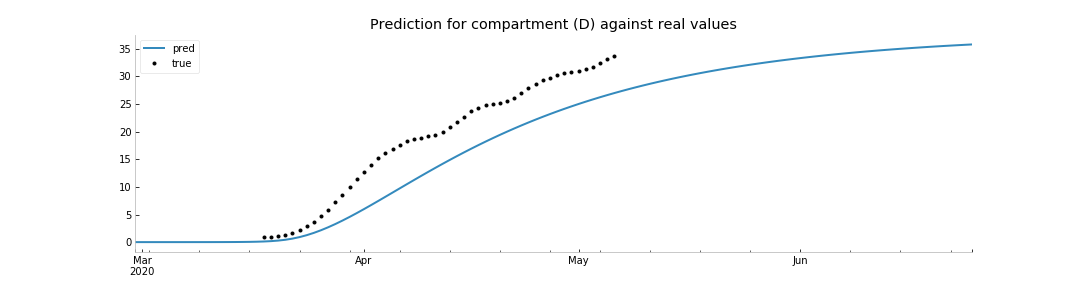 Prediction for compartment (D) against real values
pred
true
35
30
25
20
15
10
5
0
Mar
2020
Apr
May
Jun